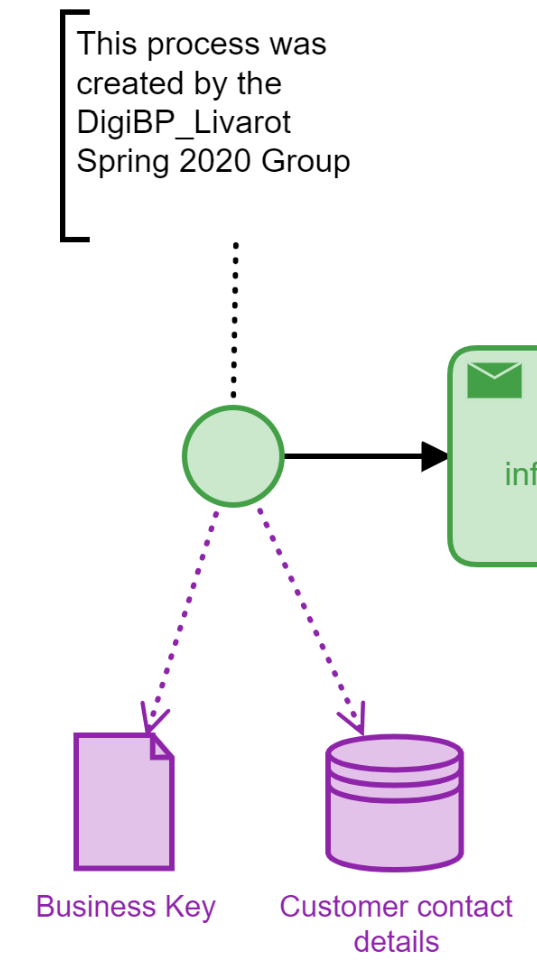 This process was
created by the
DigiBP_Livarot
Spring 2020 Group
inf
Business Key
Customer contact
details